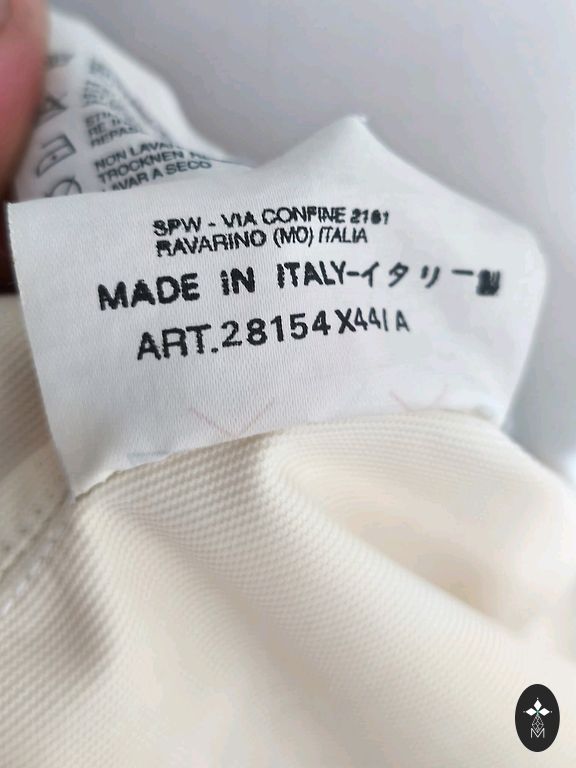 NON LAVA
TROCKNEN
LAVAR A SECO
SPW - VIA CONFINE 2161
RAVARINO (MO) ITALIA
MADE IN ITALY-イタリー製
ART.28154X441A
M